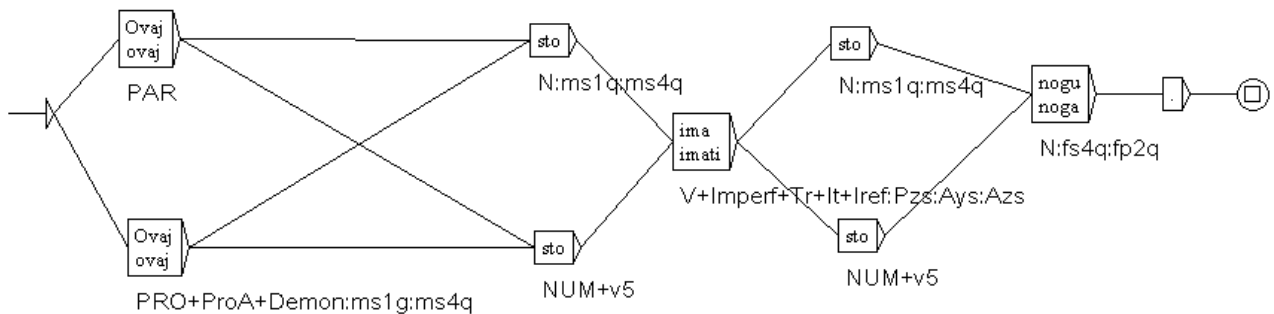 Ovaj
ovaj
PAR
sto
N:ms1q:ms4q
sto
N:ms1q:ms4q
nogu
noga
N:fs4q:fp2q
.
ima
imati
V+Imperf+Tr+It+Iref:Pzs:Ays:Azs
Ovaj
ovaj
PRO+ProA+Demon:ms1g:ms4q
sto
NUM+v5
sto
NUM+v5